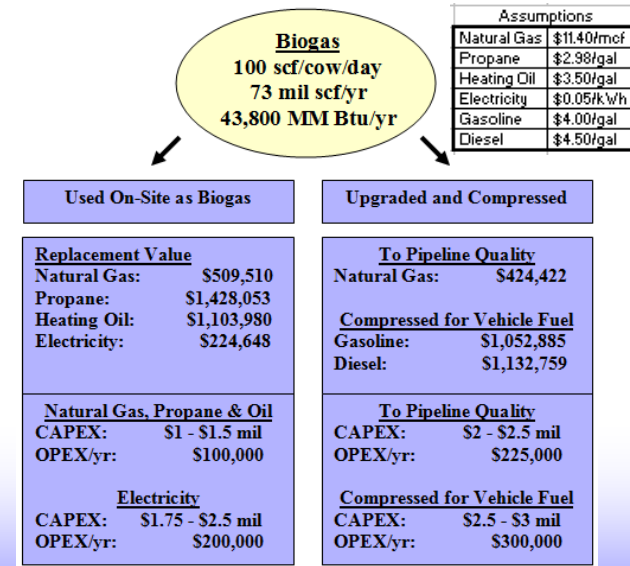 Biogas
100 scf/cow/day
73 mil scf/yr
43,800 MM Btu/yr
Assumptions
Natural Gas $11.40/mcf
Propane $2.98/gal
Heating Oil $3.50/gal
Electricity $0.05/kWh
Gasoline $4.00/gal
Diesel $4.50/gal
Used On-Site as Biogas
Replacement Value
Natural Gas: $509,510
Propane: $1,428,053
Heating Oil: $1,103,980
Electricity: $224,648
Natural Gas, Propane & Oil
CAPEX: $1 - $1.5 mil
OPEX/yr: $100,000
Electricity
CAPEX: $1.75 - $2.5 mil
OPEX/yr: $200,000
Upgraded and Compressed
To Pipeline Quality
Natural Gas: $424,422
Compressed for Vehicle Fuel
Gasoline: $1,052,885
Diesel: $1,132,759
To Pipeline Quality
CAPEX: $2 - $2.5 mil
OPEX/yr: $225,000
Compressed for Vehicle Fuel
CAPEX: $2.5 - $3 mil
OPEX/yr: $300,000